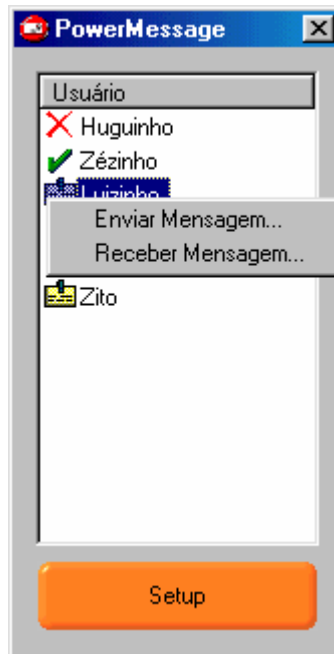 PowerMessage
Usuário
Huguinho
Zézinho
Luizinho
Enviar Mensagem...
Receber Mensagem...
Zito
Setup